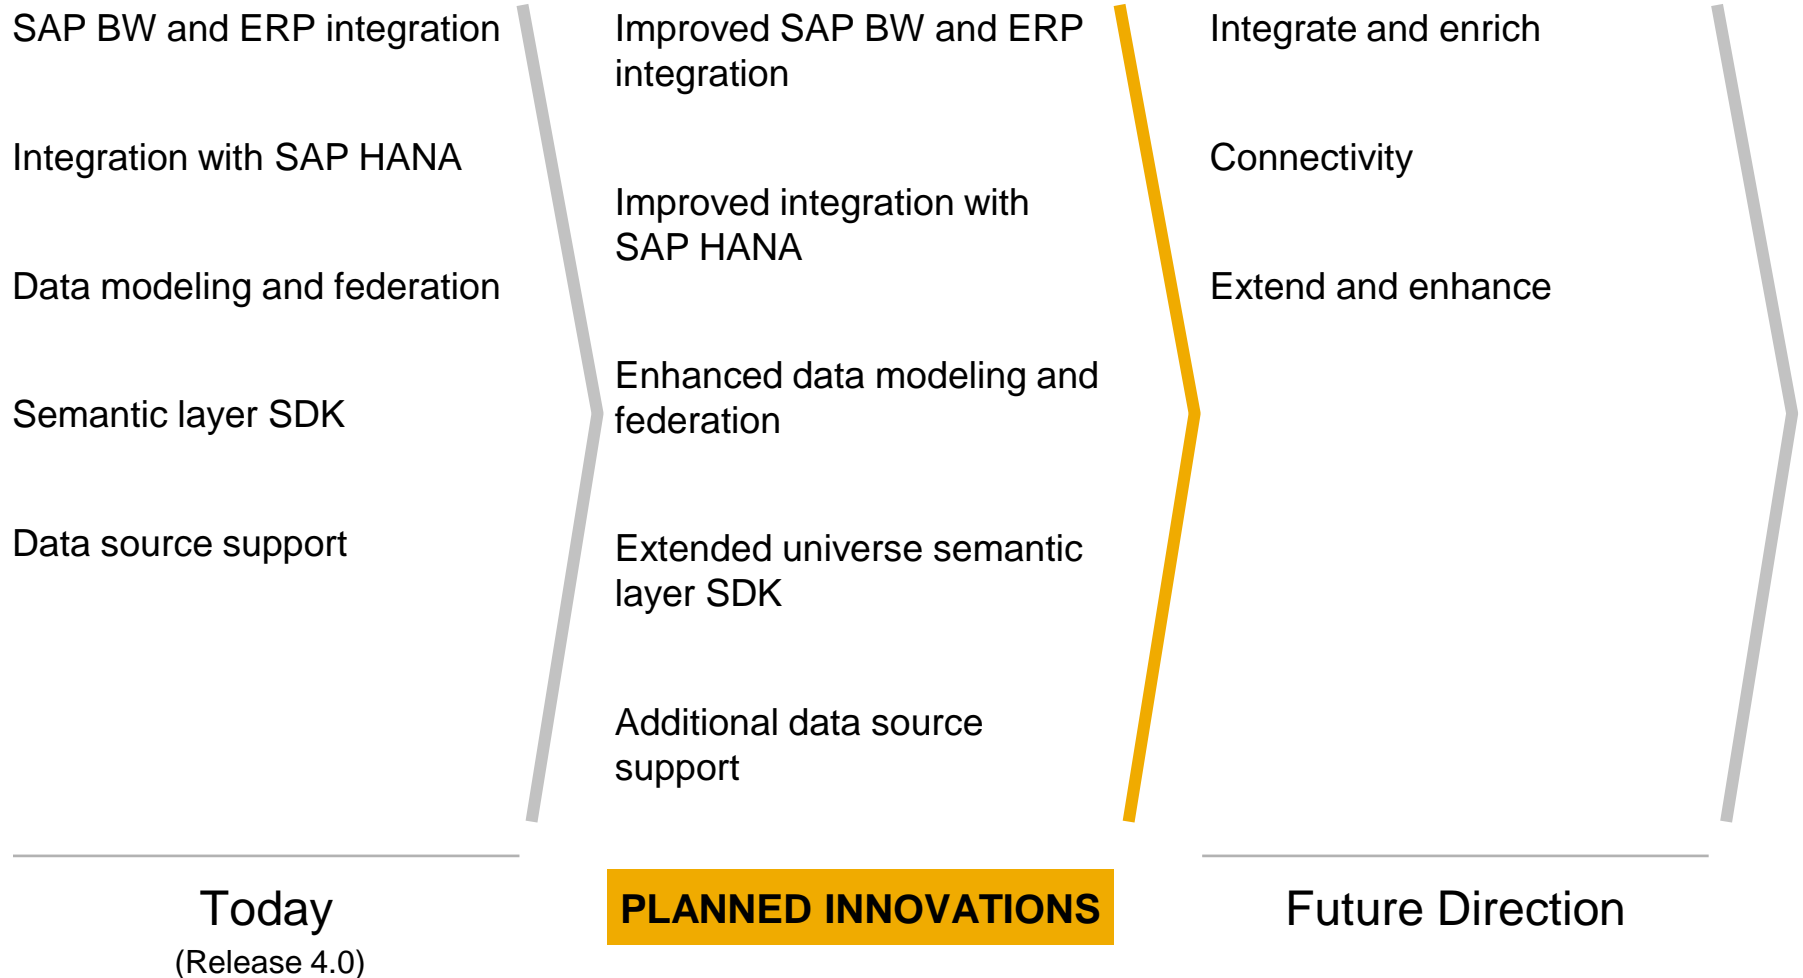 SAP BW and ERP integration
Integration with SAP HANA
Data modeling and federation
Semantic layer SDK
Data source support
Today
(Release 4.0)
Improved SAP BW and ERP
integration
Improved integration with
SAP HANA
Enhanced data modeling and
federation
Extended universe semantic
layer SDK
Additional data source
support
PLANNED INNOVATIONS
Integrate and enrich
Connectivity
Extend and enhance
Future Direction